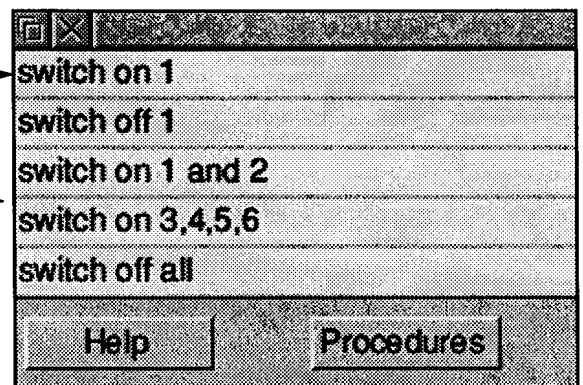 switch on 1
switch off 1
switch on 1 and 2
switch on 3,4,5,6
switch off all
Help Procedures